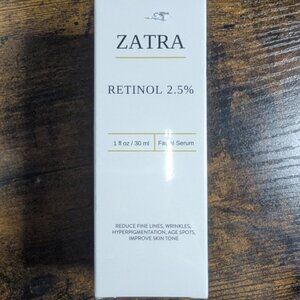 ZATRA
RETINOL 2.5%
1 fl oz / 30 ml
Facial Serum
REDUCE FINE LINES, WRINKLES,
HYPERPIGMENTATION, AGE SPOTS,
IMPROVE SKIN TONE